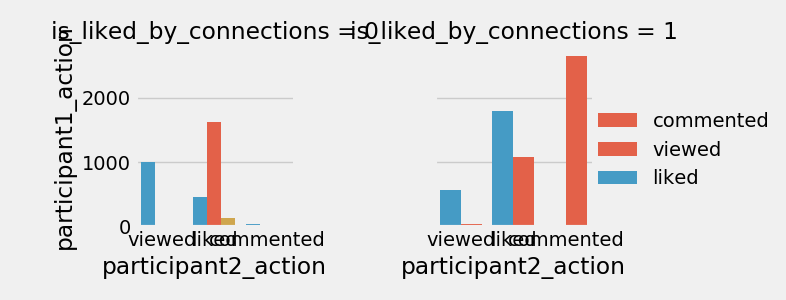 is_liked_by_connections = 0
is_liked_by_connections = 1
participant1_action
2000
1000
0
viewed
liked
commented
participant2_action
viewed
liked
commented
participant2_action
commented
viewed
liked